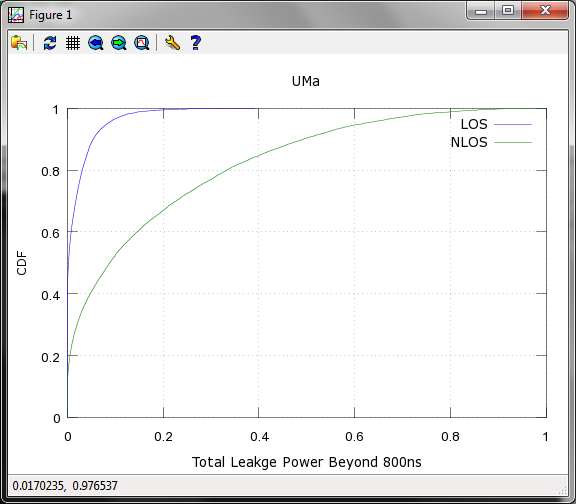 Figure 1
UMa
LOS
NLOS
1
0.8
0.6
0.4
0.2
0
CDF
0 0.2 0.4 0.6 0.8 1
Total Leakge Power Beyond 800ns
0.0170235, 0.976537